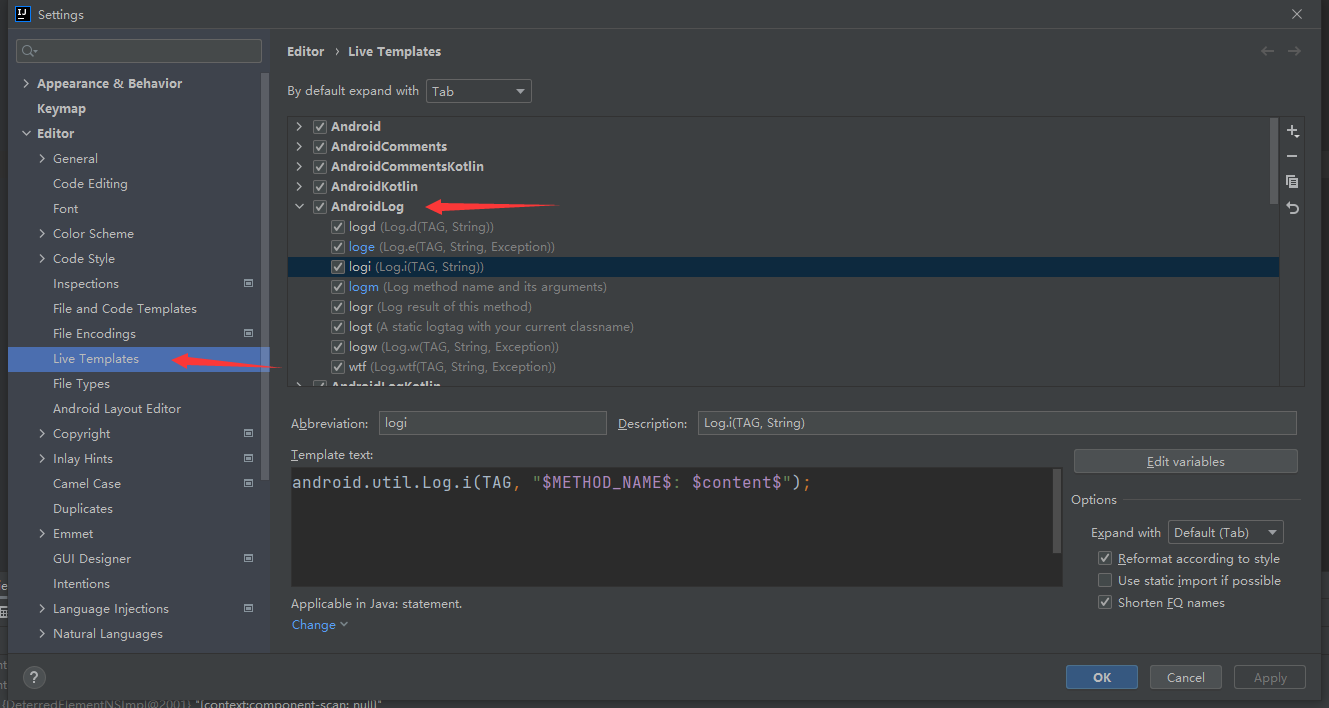 Settings
Appearance & Behavior
Keymap
Editor
General
Code Editing
Font
Color Scheme
Code Style
Inspections
File and Code Templates
File Encodings
Live Templates
File Types
Android Layout Editor
Copyright
Inlay Hints
Camel Case
Duplicates
Emmet
GUI Designer
Intentions
Language Injections
Natural Languages
Editor › Live Templates
By default expand with Tab
Android
AndroidComments
AndroidCommentsKotlin
AndroidKotlin
AndroidLog
logd (Log.d(TAG, String))
loge (Log.e(TAG, String, Exception))
logi (Log.i(TAG, String))
logm (Log method name and its arguments)
logr (Log result of this method)
logt (A static logtag with your current classname)
logw (Log.w(TAG, String, Exception))
wtf (Log.wtf(TAG, String, Exception))
AndroidLogKotlin
Abbreviation: logi Description: Log.i(TAG, String)
Template text:
android.util.Log.i(TAG, "$METHOD_NAME$: $content$");
Edit variables
Options
Expand with Default (Tab)
Reformat according to style
Use static import if possible
Shorten FQ names
Applicable in Java: statement.
Change
? OK Cancel Apply
(DeferredElementNSImpl@2001) "[context:component-scan: null]"